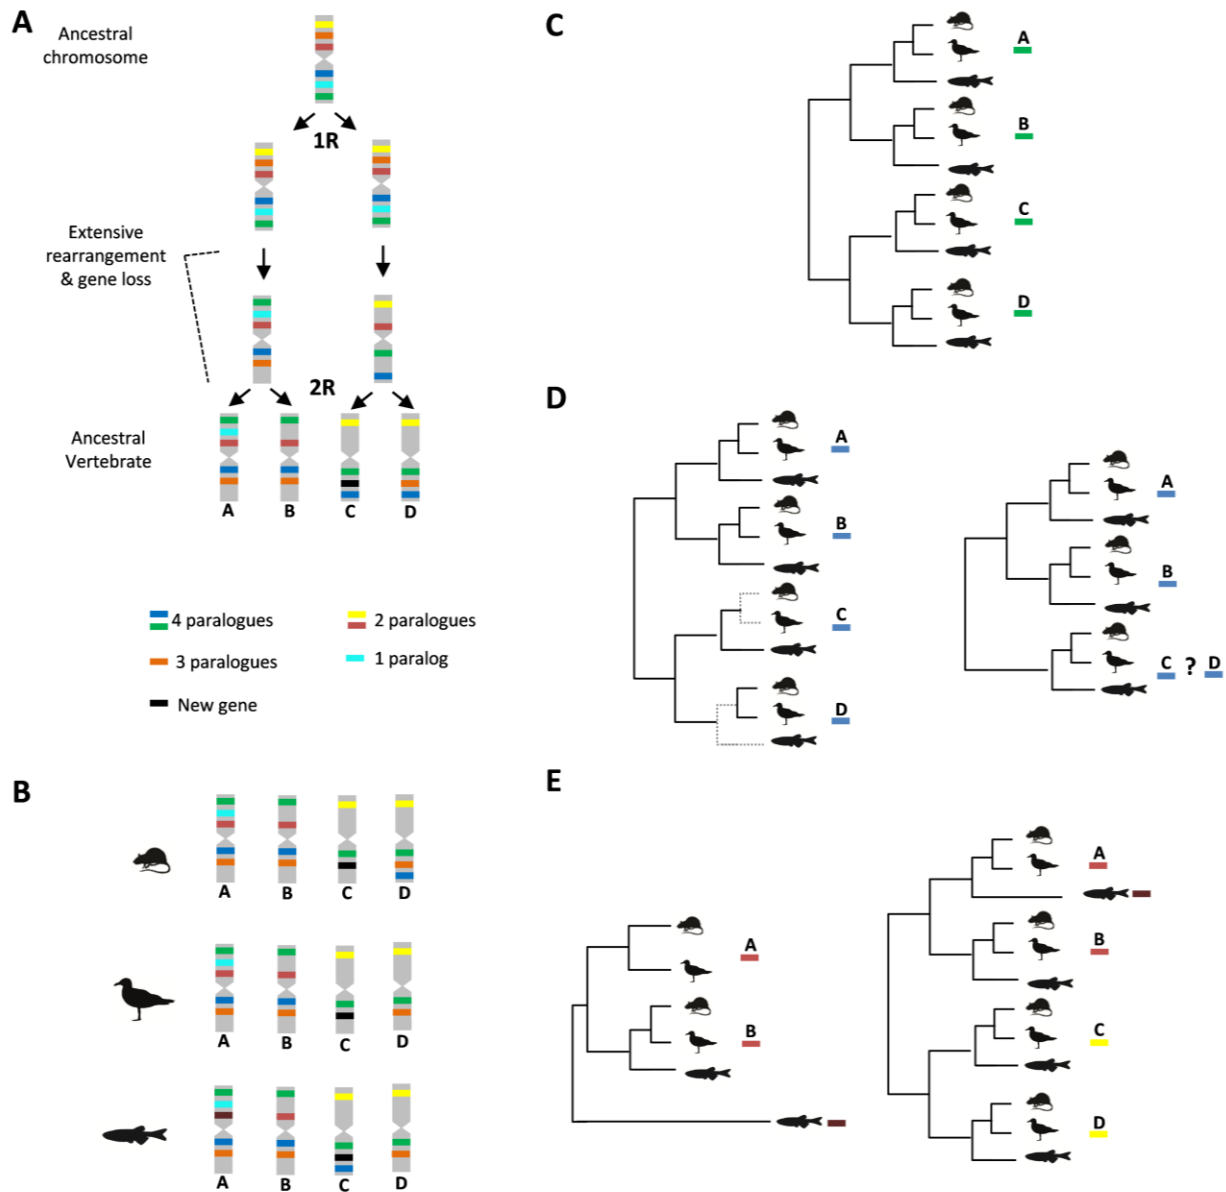 A
Ancestral
chromosome
1R
Extensive
rearrangement
& gene loss
2R
Ancestral
Vertebrate
A B C D
4 paralogues
2 paralogues
3 paralogues
1 paralog
New gene
B
A B C D
A B C D
A B C D
C
A
B
C
D
D
A
B
C
D
A
B
C ? D
E
A
B
A
B
C
D